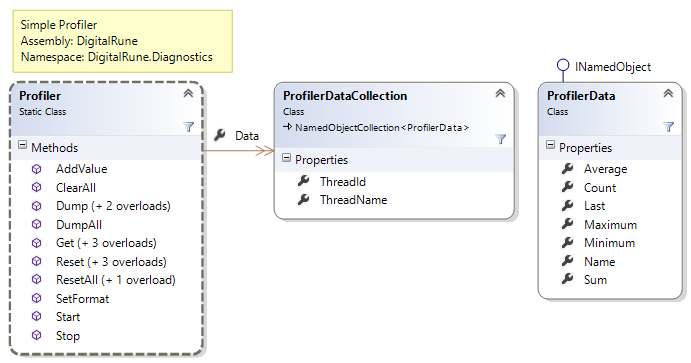 Simple Profiler
Assembly: DigitalRune
Namespace: DigitalRune.Diagnostics
Profiler
Static Class
Methods
AddValue
ClearAll
Dump (+ 2 overloads)
DumpAll
Get (+ 3 overloads)
Reset (+ 3 overloads)
ResetAll (+ 1 overload)
SetFormat
Start
Stop
Data
ProfilerDataCollection
Class
NamedObjectCollection<ProfilerData>
Properties
ThreadId
ThreadName
INamedObject
ProfilerData
Class
Properties
Average
Count
Last
Maximum
Minimum
Name
Sum